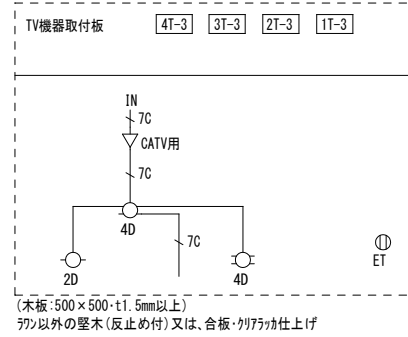 TV機器取付板
4T-3 3T-3 2T-3 1T-3
IN
7C
CATV用
7C
4D
7C
2D
4D
ET
(木板:500×500・t1.5mm以上)
ﾗﾜﾝ以外の堅木(反止め付)又は、合板・ｸﾘｱﾗｯｶ仕上げ